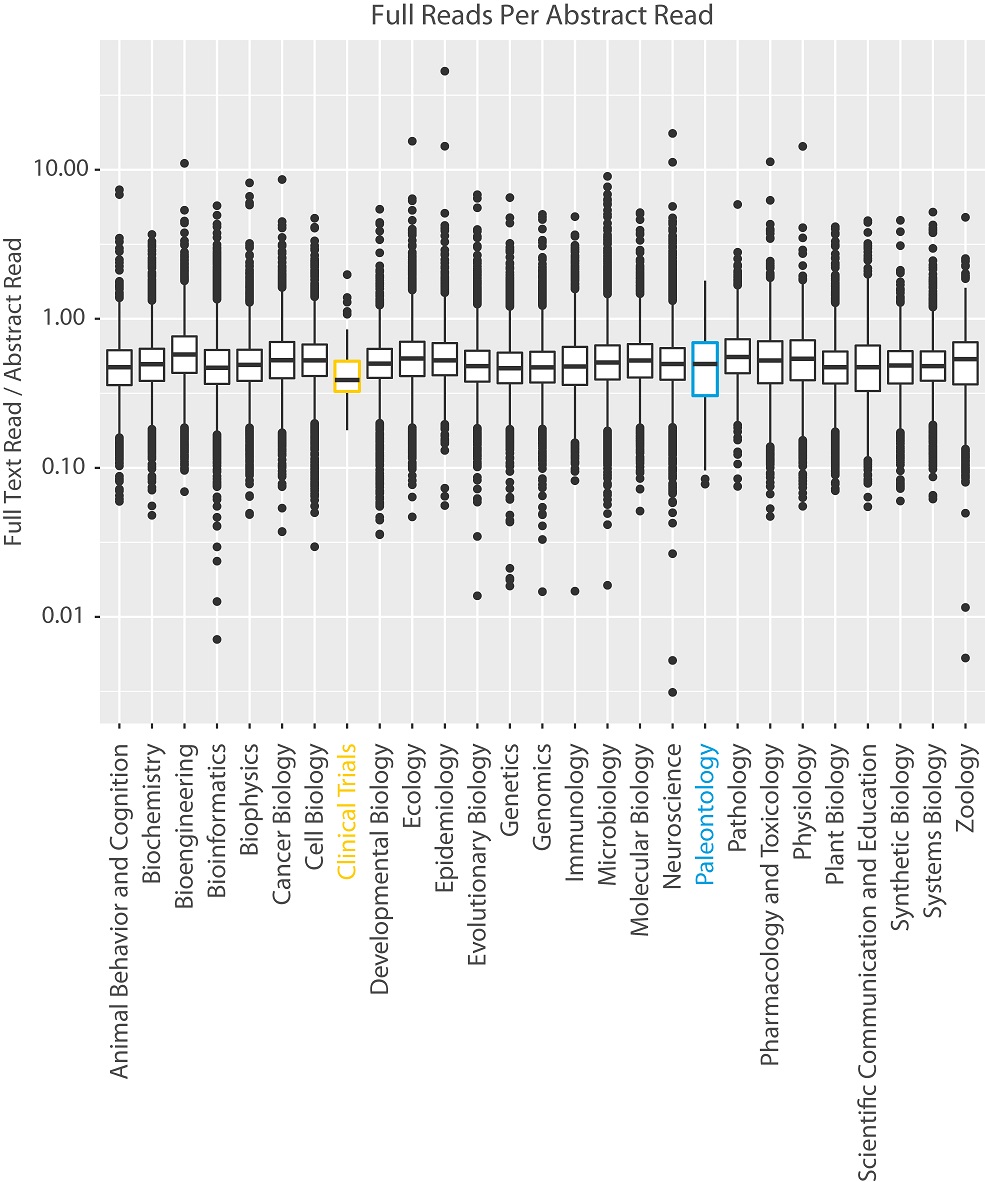 Full Reads Per Abstract Read
Full Text Read / Abstract Read
10.00
1.00
0.10
0.01
Animal Behavior and Cognition
Biochemistry
Bioengineering
Bioinformatics
Biophysics
Cancer Biology
Cell Biology
Clinical Trials
Developmental Biology
Ecology
Epidemiology
Evolutionary Biology
Genetics
Genomics
Immunology
Microbiology
Molecular Biology
Neuroscience
Paleontology
Pathology
Pharmacology and Toxicology
Physiology
Plant Biology
Scientific Communication and Education
Synthetic Biology
Systems Biology
Zoology